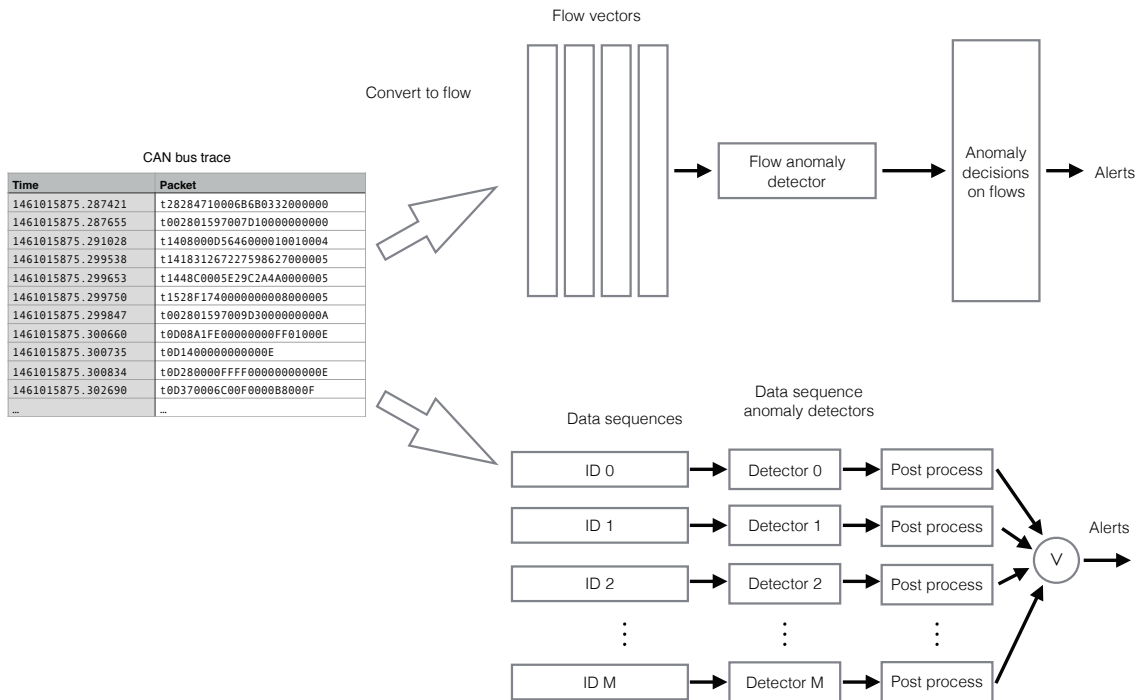 Flow vectors
Convert to flow
CAN bus trace
Time Packet
1461015875.287421 t28284710006B6B0332000000
1461015875.287655 t002801597007D10000000000
1461015875.291028 t1408000D5646000010010004
1461015875.299538 t141831267227598627000005
1461015875.299653 t1448C0005E29C2A4A0000005
1461015875.299750 t1528F1740000000008000005
1461015875.299847 t002801597009D3000000000A
1461015875.300660 t0D08A1FE00000000FF01000E
1461015875.300735 t0D1400000000000E
1461015875.300834 t0D280000FFFF00000000000E
1461015875.302690 t0D370006C00F0000B8000F
… …
Flow anomaly
detector
Anomaly
decisions
on flows
Alerts
Data sequences
Data sequence
anomaly detectors
ID 0 Detector 0 Post process
ID 1 Detector 1 Post process
ID 2 Detector 2 Post process
⋮ ⋮ ⋮
ID M Detector M Post process
∨
Alerts